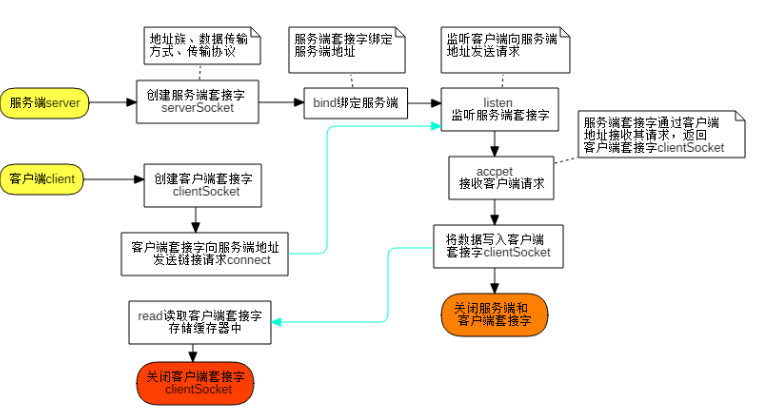 地址族、数据传输
方式、传输协议
服务端套接字绑定
服务端地址
监听客户端向服务端
地址发送请求
服务端server
创建服务端套接字
serverSocket
bind绑定服务端
listen
监听服务端套接字
服务端套接字通过客户端
地址接收其请求，返回
客户端套接字clientSocket
客户端client
创建客户端套接字
clientSocket
accpet
接收客户端请求
客户端套接字向服务端地址
发送链接请求connect
将数据写入客户端
套接字clientSocket
read读取客户端套接字
存储缓存器中
关闭服务端和
客户端套接字
关闭客户端套接字
clientSocket